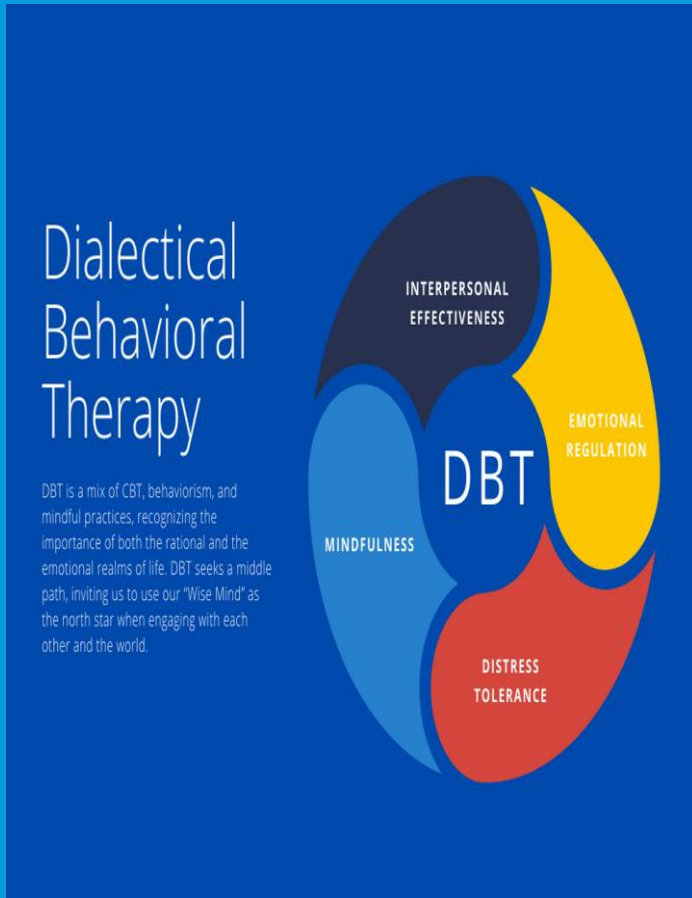 Dialectical
Behavioral
Therapy
DBT is a mix of CBT, behaviorism, and
mindful practices, recognizing the
importance of both the rational and the
emotional realms of life. DBT seeks a middle
path, inviting us to use our “Wise Mind” as
the north star when engaging with each
other and the world.
INTERPERSONAL
EFFECTIVENESS
EMOTIONAL
REGULATION
DBT
MINDFULNESS
DISTRESS
TOLERANCE